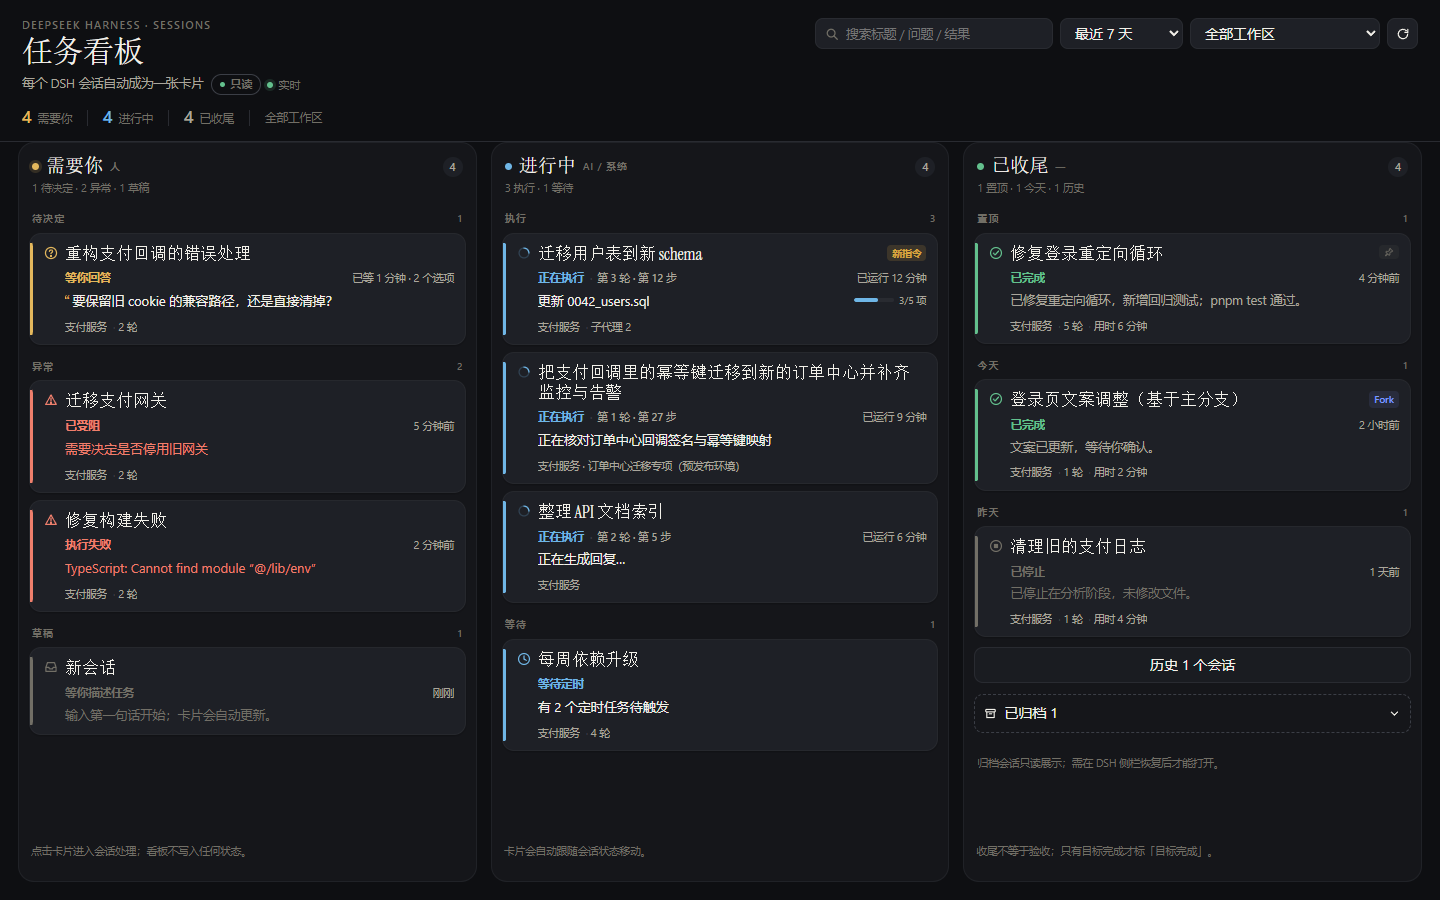 DEEPSEEK HARNESS · SESSIONS
任务看板
每个 DSH 会话自动成为一张卡片 只读 实时
4 需要你 4 进行中 4 已收尾 全部工作区
搜索标题 / 问题 / 结果
最近 7 天
全部工作区
需要你 人 4
1 待决定 · 2 异常 · 1 草稿
待决定 1
重构支付回调的错误处理
等你回答 已等 1 分钟 · 2 个选项
“ 要保留旧 cookie 的兼容路径，还是直接清掉？
支付服务 · 2 轮
异常 2
迁移支付网关
已受阻 5 分钟前
需要决定是否停用旧网关
支付服务 · 2 轮
修复构建失败
执行失败 2 分钟前
TypeScript: Cannot find module "@/lib/env"
支付服务 · 2 轮
草稿 1
新会话
等你描述任务 刚刚
输入第一句话开始；卡片会自动更新。
点击卡片进入会话处理；看板不写入任何状态。
进行中 AI / 系统 4
3 执行 · 1 等待
执行 3
迁移用户表到新 schema 新指令
正在执行 · 第 3 轮 · 第 12 步 已运行 12 分钟
更新 0042_users.sql 3/5 项
支付服务 · 子代理 2
把支付回调里的幂等键迁移到新的订单中心并补齐
监控与告警
正在执行 · 第 1 轮 · 第 27 步 已运行 9 分钟
正在核对订单中心回调签名与幂等键映射
支付服务 · 订单中心迁移专项（预发布环境）
整理 API 文档索引
正在执行 · 第 2 轮 · 第 5 步 已运行 6 分钟
正在生成回复...
支付服务
等待 1
每周依赖升级
等待定时
有 2 个定时任务待触发
支付服务 · 4 轮
卡片会自动跟随会话状态移动。
已收尾 — 4
1 置顶 · 1 今天 · 1 历史
置顶 1
修复登录重定向循环
已完成 4 分钟前
已修复重定向循环，新增回归测试；pnpm test 通过。
支付服务 · 5 轮 · 用时 6 分钟
今天 1
登录页文案调整（基于主分支） Fork
已完成 2 小时前
文案已更新，等待你确认。
支付服务 · 1 轮 · 用时 2 分钟
昨天 1
清理旧的支付日志
已停止 1 天前
已停止在分析阶段，未修改文件。
支付服务 · 1 轮 · 用时 4 分钟
历史 1 个会话
已归档 1
归档会话只读展示；需在 DSH 侧栏恢复后才能打开。
收尾不等于验收；只有目标完成才标「目标完成」。